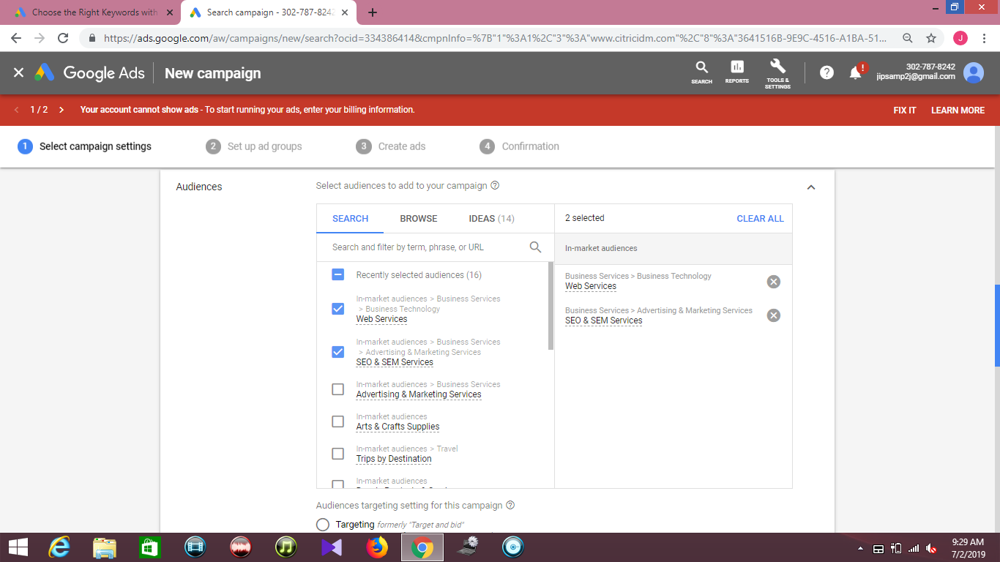 Choose the Right Keywords with
Search campaign - 302-787-8242
https://ads.google.com/aw/campaigns/new/search?ocid=334386414&cmpnInfo=%7B"1"%3A1%2C"3"%3A"www.citricidm.com"%2C"8"%3A"3641516B-9E9C-4516-A1BA-51...
J
Google Ads
New campaign
SEARCH
REPORTS
TOOLS & SETTINGS
!
302-787-8242
jipsamp2j@gmail.com
1 / 2
Your account cannot show ads - To start running your ads, enter your billing information.
FIX IT
LEARN MORE
1 Select campaign settings
2 Set up ad groups
3 Create ads
4 Confirmation
Audiences
Select audiences to add to your campaign
SEARCH
BROWSE
IDEAS (14)
2 selected
CLEAR ALL
Search and filter by term, phrase, or URL
In-market audiences
Recently selected audiences (16)
In-market audiences > Business Services
> Business Technology
Web Services
In-market audiences > Business Services
> Advertising & Marketing Services
SEO & SEM Services
In-market audiences > Business Services
Advertising & Marketing Services
In-market audiences
Arts & Crafts Supplies
In-market audiences > Travel
Trips by Destination
In-market audiences
Business Services > Business Technology
Web Services
Business Services > Advertising & Marketing Services
SEO & SEM Services
Audiences targeting setting for this campaign
Targeting formerly "Target and bid"
9:29 AM
7/2/2019